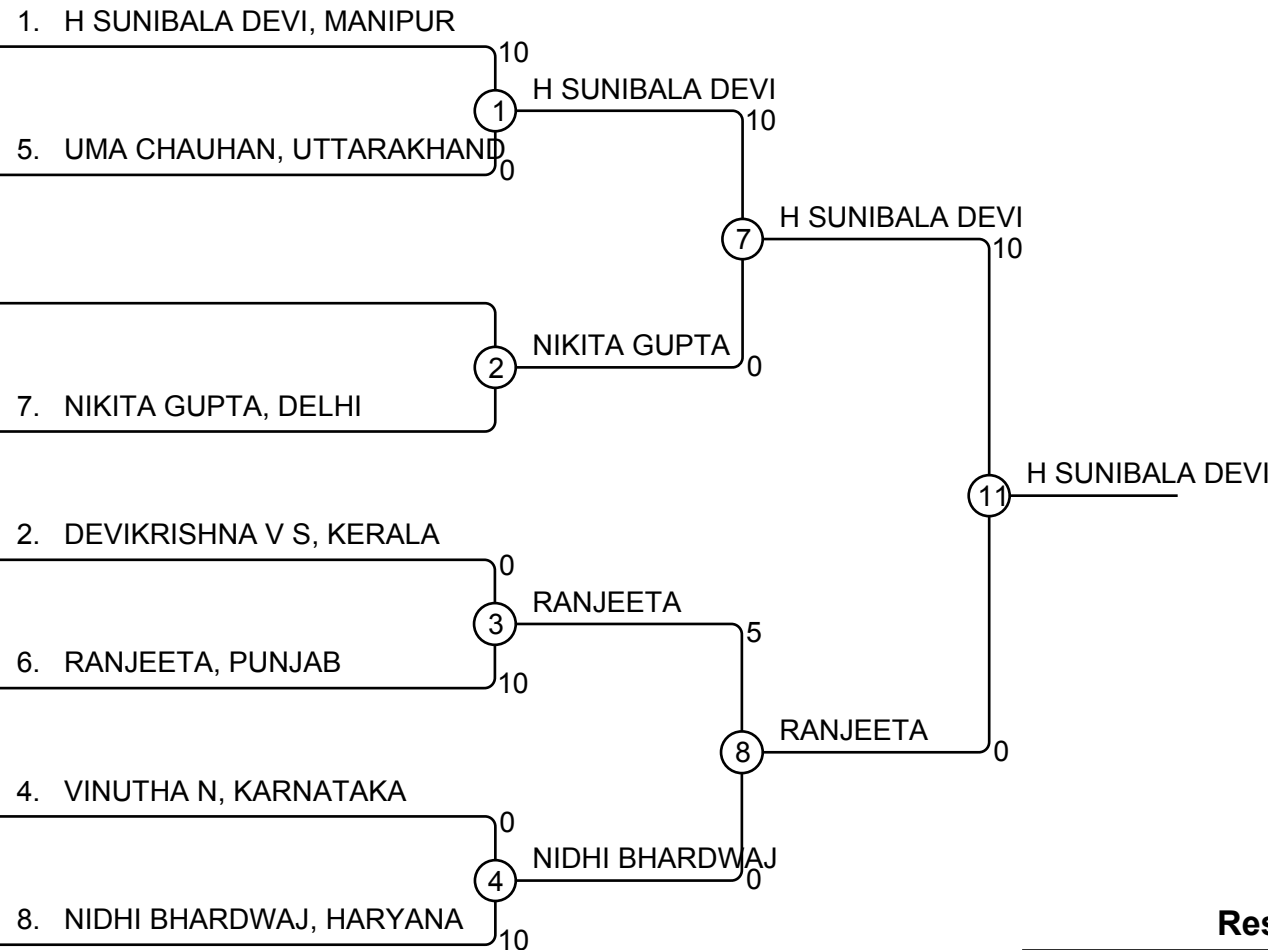 1. H SUNIBALA DEVI, MANIPUR
10
H SUNIBALA DEVI
1
10
5. UMA CHAUHAN, UTTARAKHAND
0
H SUNIBALA DEVI
7
10
NIKITA GUPTA
2
0
7. NIKITA GUPTA, DELHI
H SUNIBALA DEVI
11
2. DEVIKRISHNA V S, KERALA
0
RANJEETA
3
5
6. RANJEETA, PUNJAB
10
RANJEETA
8
0
4. VINUTHA N, KARNATAKA
0
NIDHI BHARDWAJ
4
0
8. NIDHI BHARDWAJ, HARYANA
10
Res